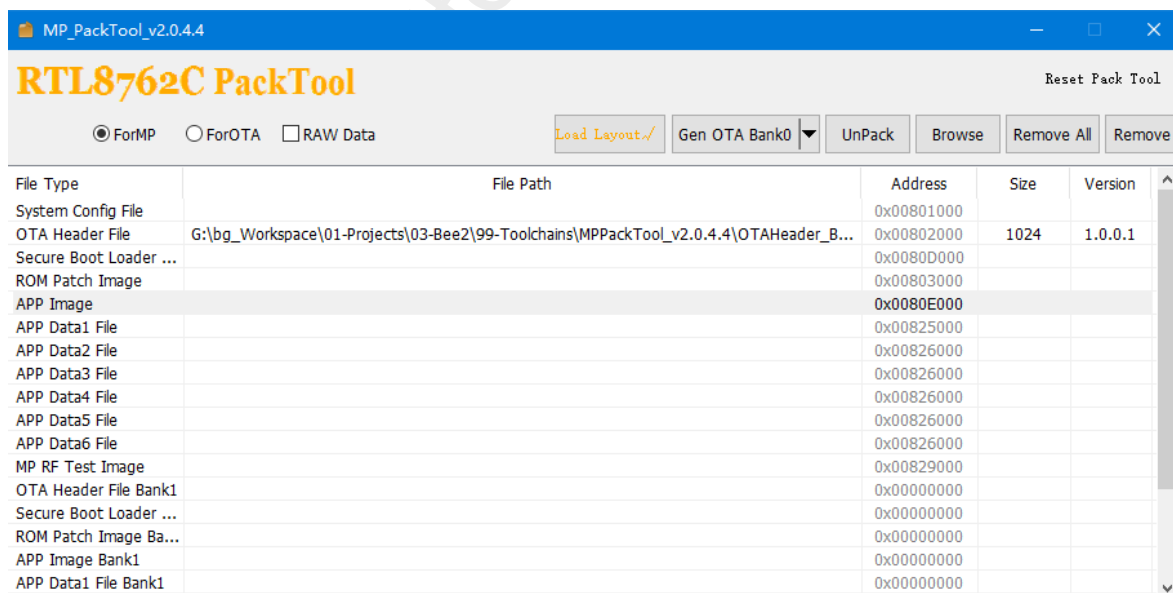 MP_PackTool_v2.0.4.4
RTL8762C PackTool
Reset Pack Tool
ForMP ForOTA RAW Data Load Layout√ Gen OTA Bank0 UnPack Browse Remove All Remove
File Type File Path Address Size Version
System Config File 0x00801000
OTA Header File G:\bg_Workspace\01-Projects\03-Bee2\99-Toolchains\MPPackTool_v2.0.4.4\OTAHeader_B... 0x00802000 1024 1.0.0.1
Secure Boot Loader ... 0x0080D000
ROM Patch Image 0x00803000
APP Image 0x0080E000
APP Data1 File 0x00825000
APP Data2 File 0x00826000
APP Data3 File 0x00826000
APP Data4 File 0x00826000
APP Data5 File 0x00826000
APP Data6 File 0x00826000
MP RF Test Image 0x00829000
OTA Header File Bank1 0x00000000
Secure Boot Loader ... 0x00000000
ROM Patch Image Ba... 0x00000000
APP Image Bank1 0x00000000
APP Data1 File Bank1 0x00000000